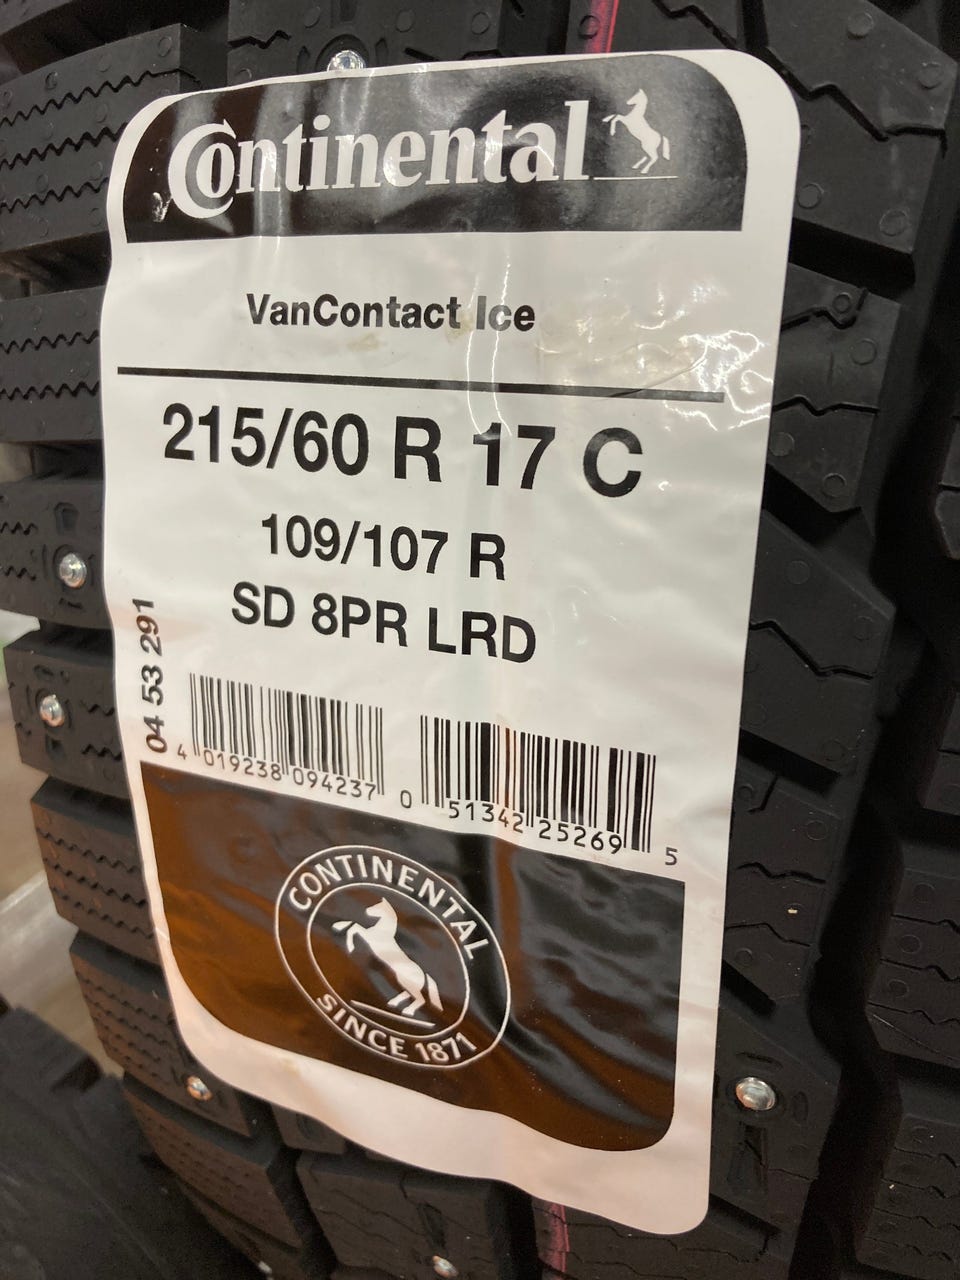 Continental
VanContact Ice
215/60 R 17 C
109/107 R
SD 8PR LRD
04 53 291
4 019238 094237
0 51342 25269 5
CONTINENTAL
SINCE 1871